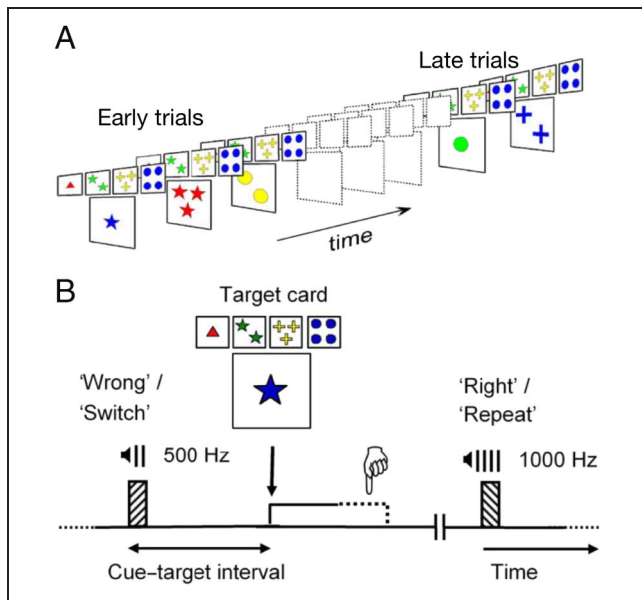 A
Late trials
Early trials
time
B
Target card
‘Wrong’ /
‘Switch’
‘Right’ /
‘Repeat’
500 Hz
1000 Hz
Cue–target interval
Time